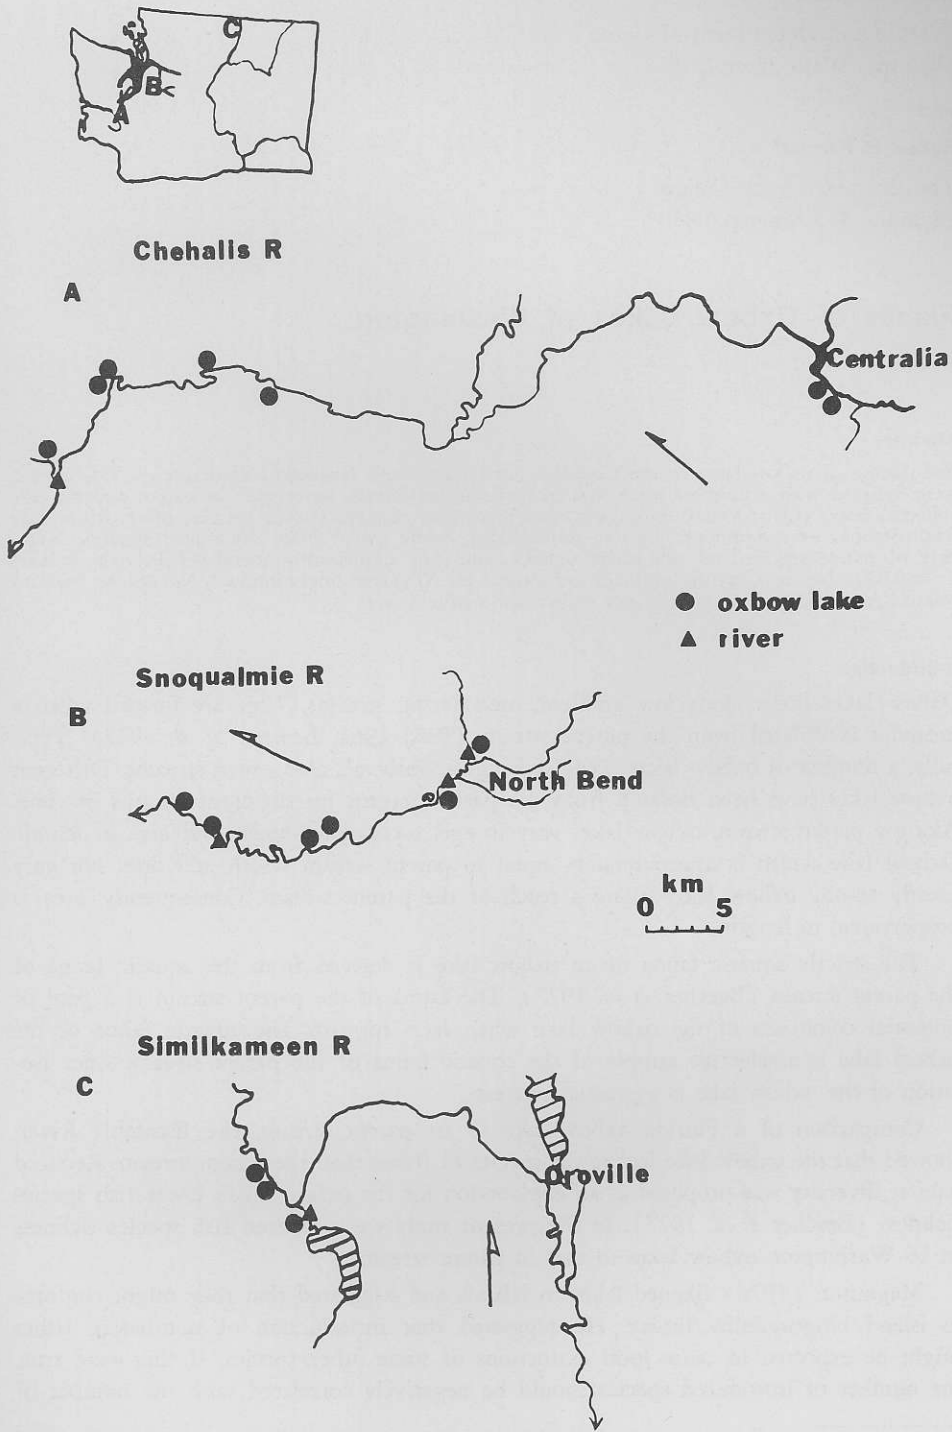 C
B
A
Chehalis R
A
Centralia
oxbow lake
river
Snoqualmie R
B
North Bend
km
0 5
Similkameen R
C
Oroville